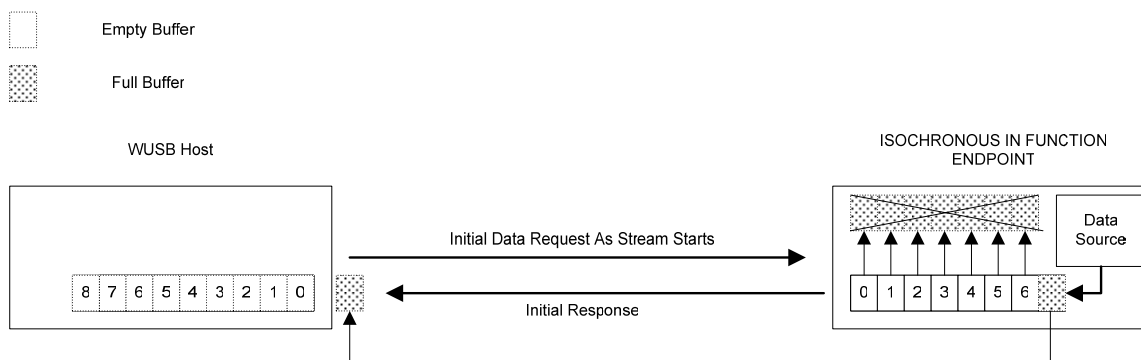 Empty Buffer
Full Buffer
WUSB Host
ISOCHRONOUS IN FUNCTION
ENDPOINT
Data
Source
Initial Data Request As Stream Starts
8 7 6 5 4 3 2 1 0
Initial Response
0 1 2 3 4 5 6